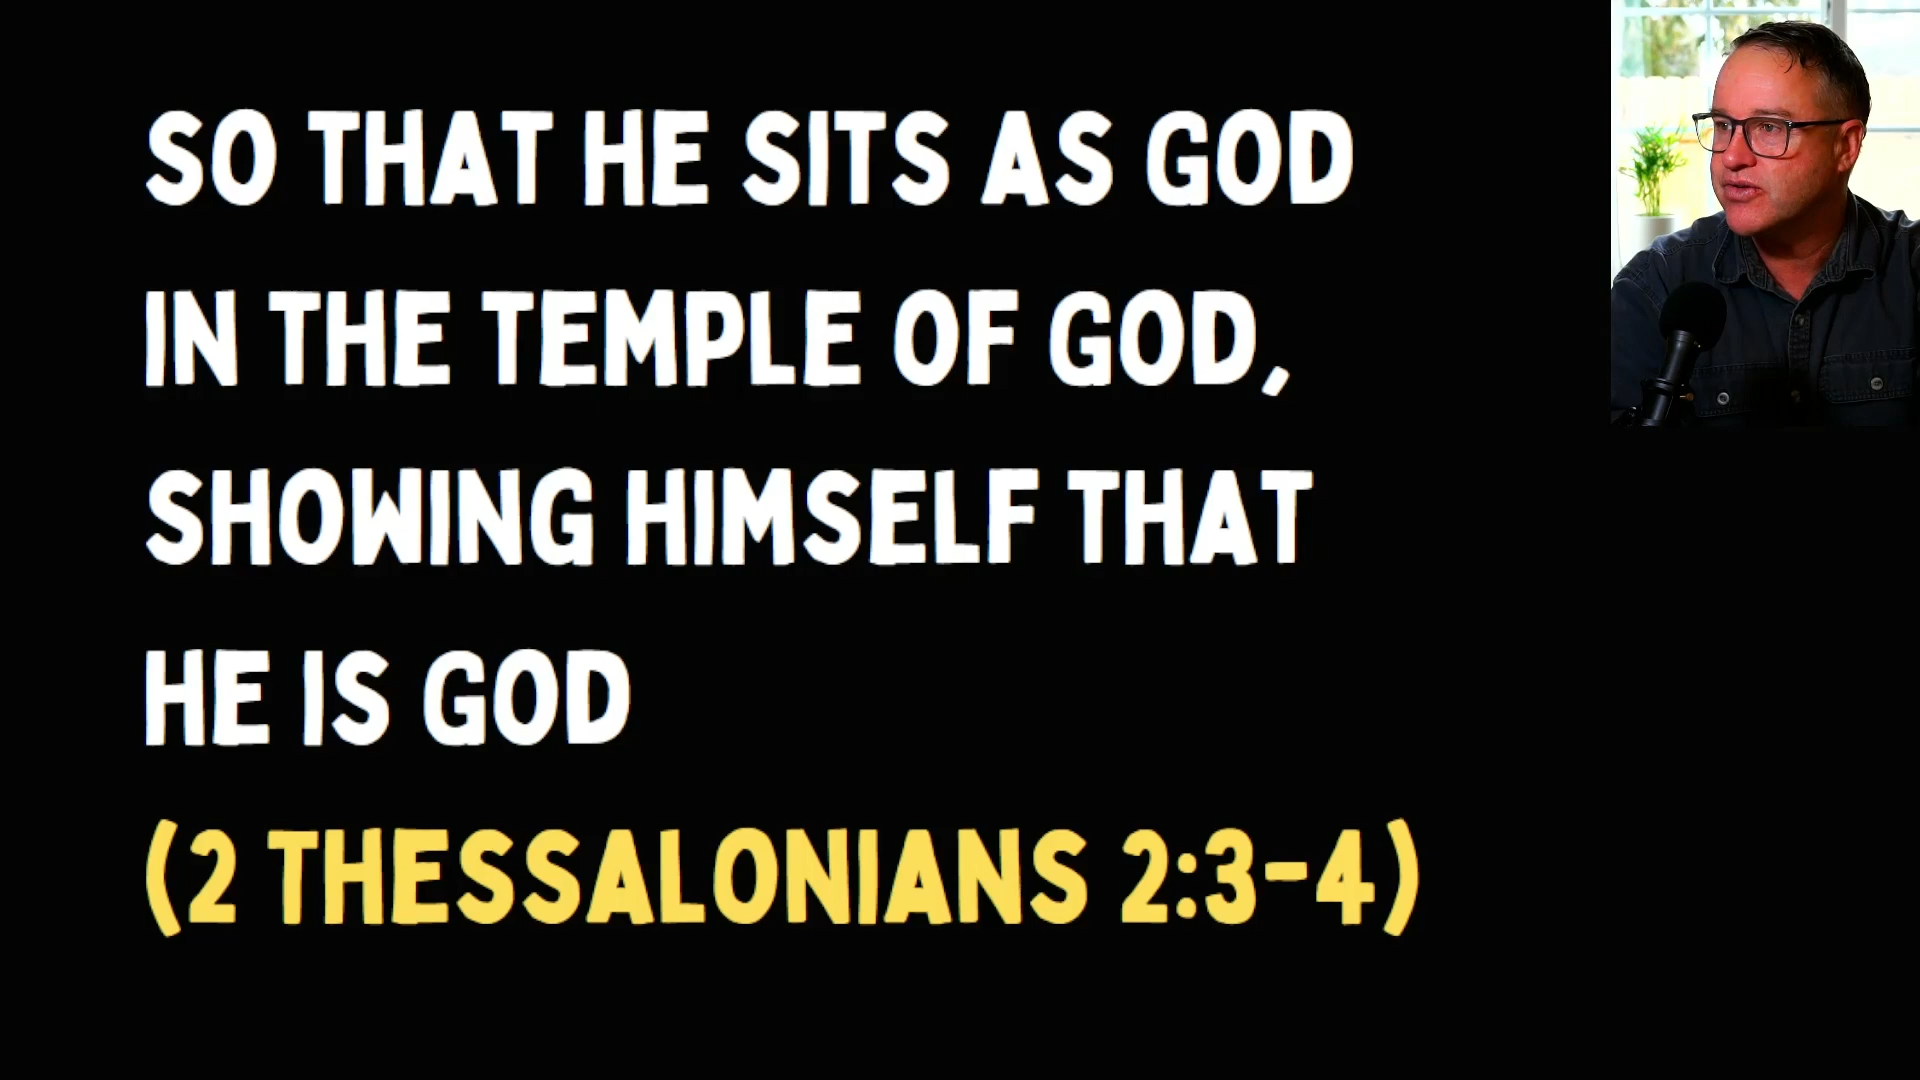 SO THAT HE SITS AS GOD
IN THE TEMPLE OF GOD,
SHOWING HIMSELF THAT
HE IS GOD
(2 THESSALONIANS 2:3-4)